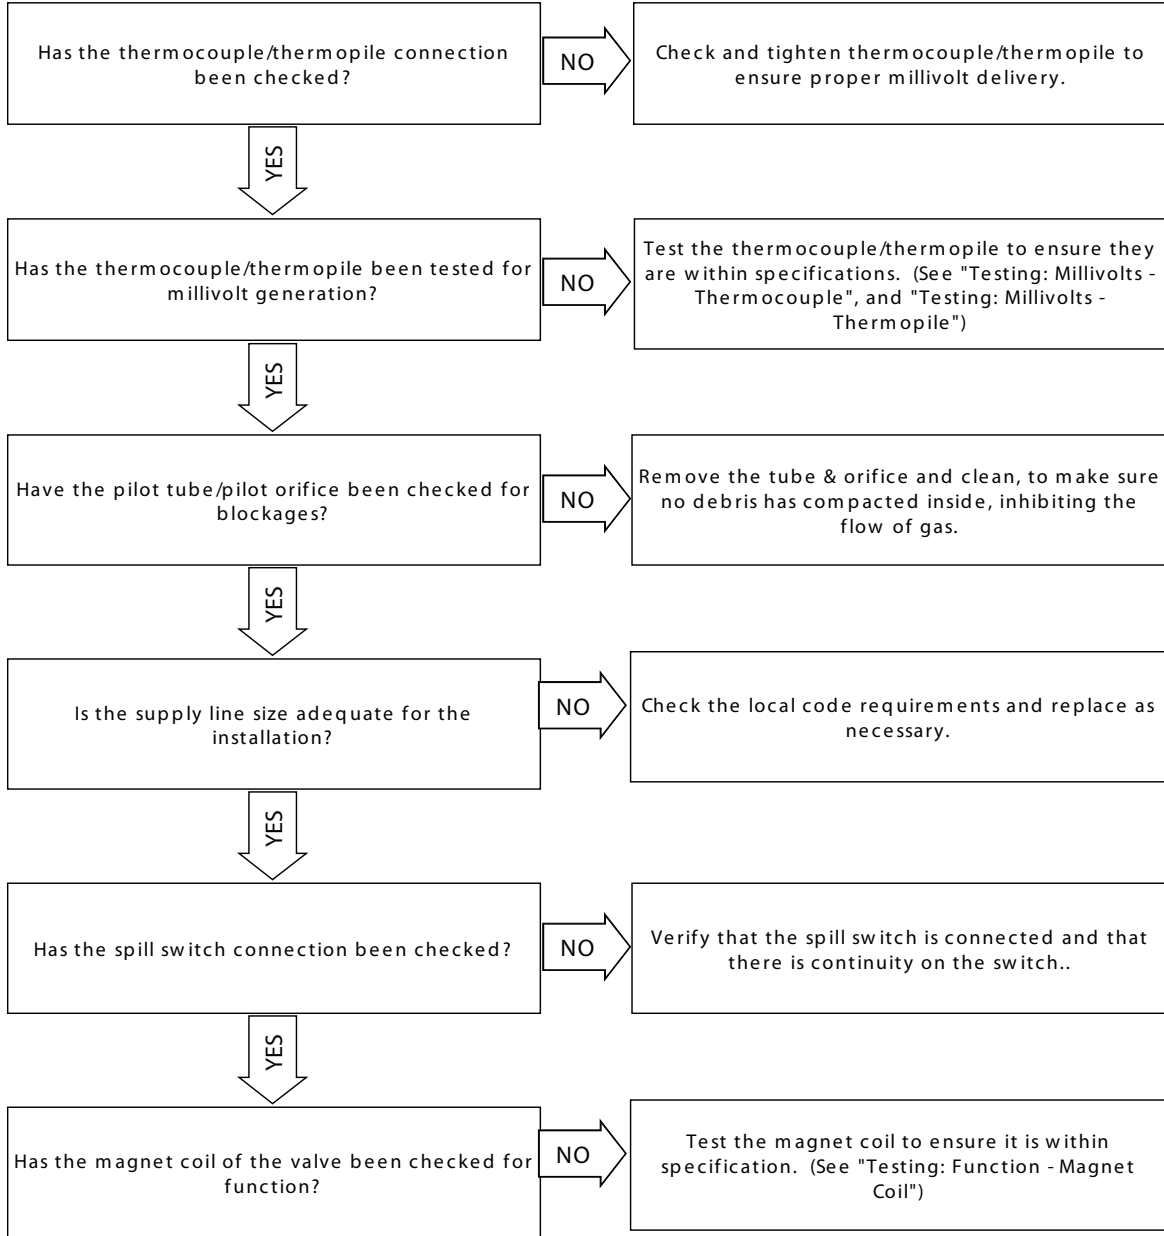 Has the thermocouple/thermopile connection
been checked?
NO
Check and tighten thermocouple/thermopile to
ensure proper millivolt delivery.
YES
Has the thermocouple/thermopile been tested for
millivolt generation?
NO
Test the thermocouple/thermopile to ensure they
are within specifications. (See "Testing: Millivolts -
Thermocouple", and "Testing: Millivolts -
Thermopile")
YES
Have the pilot tube/pilot orifice been checked for
blockages?
NO
Remove the tube & orifice and clean, to make sure
no debris has compacted inside, inhibiting the
flow of gas.
YES
Is the supply line size adequate for the
installation?
NO
Check the local code requirements and replace as
necessary.
YES
Has the spill switch connection been checked?
NO
Verify that the spill switch is connected and that
there is continuity on the switch..
YES
Has the magnet coil of the valve been checked for
function?
NO
Test the magnet coil to ensure it is within
specification. (See "Testing: Function - Magnet
Coil")